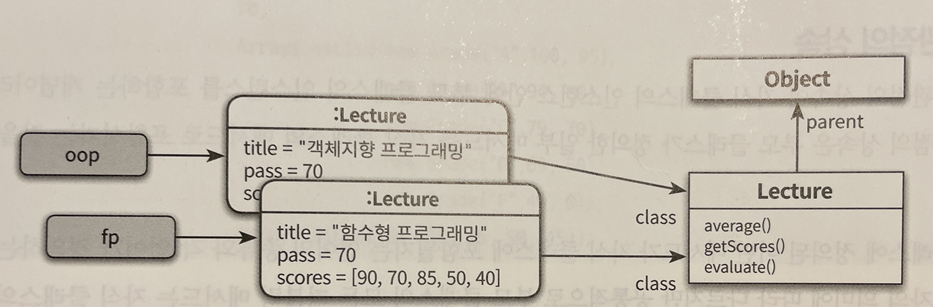 Object
parent
:Lecture
title = "객체지향 프로그래밍"
pass = 70
sc
oop
:Lecture
title = "함수형 프로그래밍"
pass = 70
scores = [90, 70, 85, 50, 40]
fp
class
class
Lecture
average()
getScores()
evaluate()